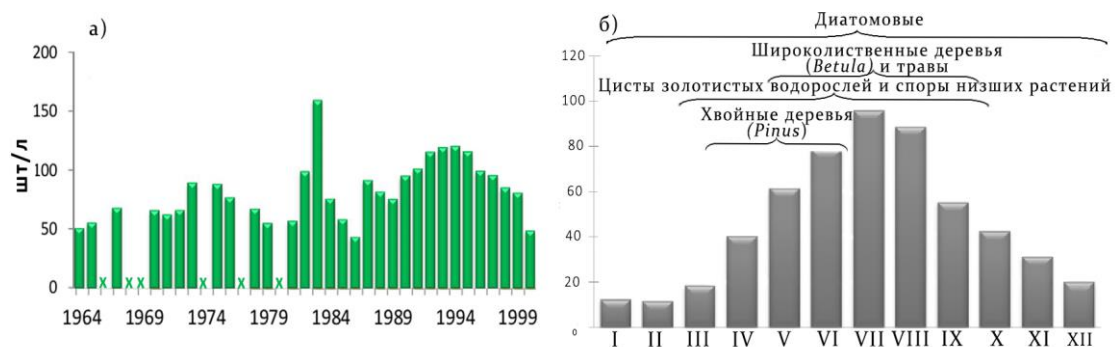 а)
200
150
100
50
0
шт/л
x x x x x x
1964 1969 1974 1979 1984 1989 1994 1999
б)
Диатомовые
Широколиственные деревья
(Betula) и травы
Цисты золотистых водорослей и споры низших растений
Хвойные деревья
(Pinus)
120
100
80
60
40
20
0
I II III IV V VI VII VIII IX X XI XII